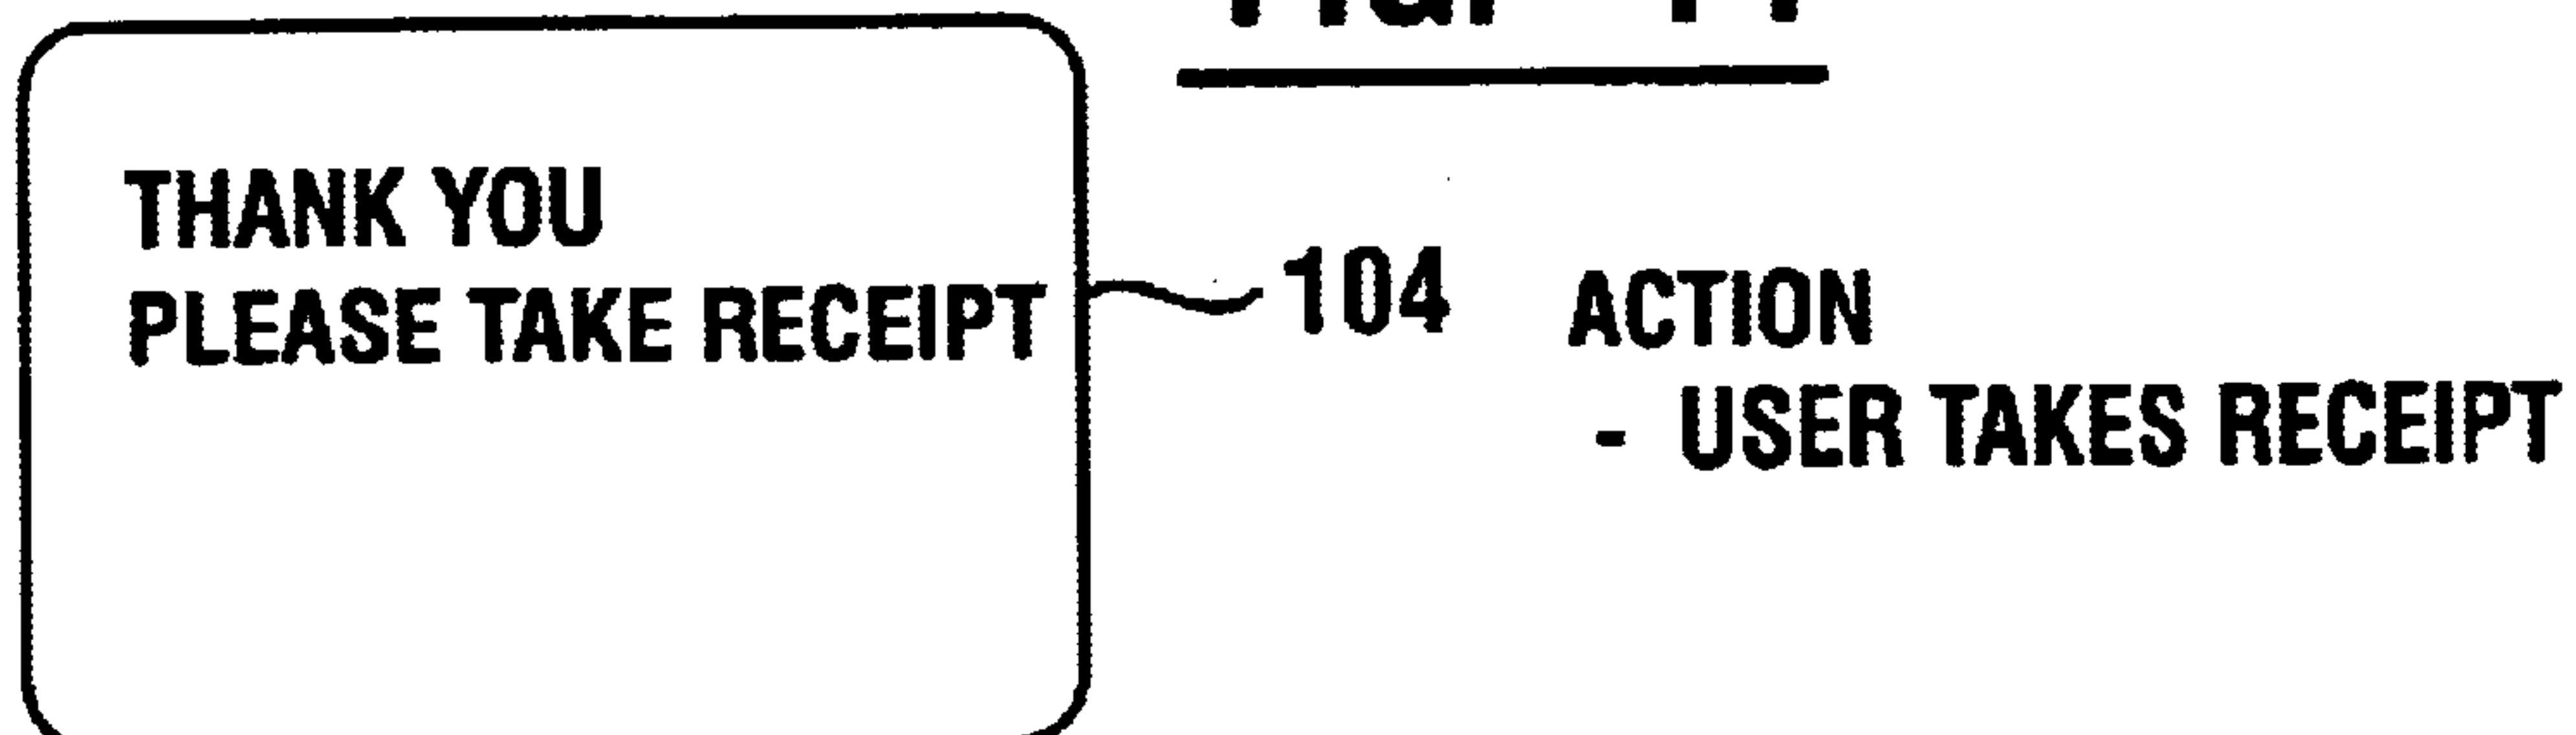 THANK YOU
PLEASE TAKE RECEIPT
104
ACTION
- USER TAKES RECEIPT